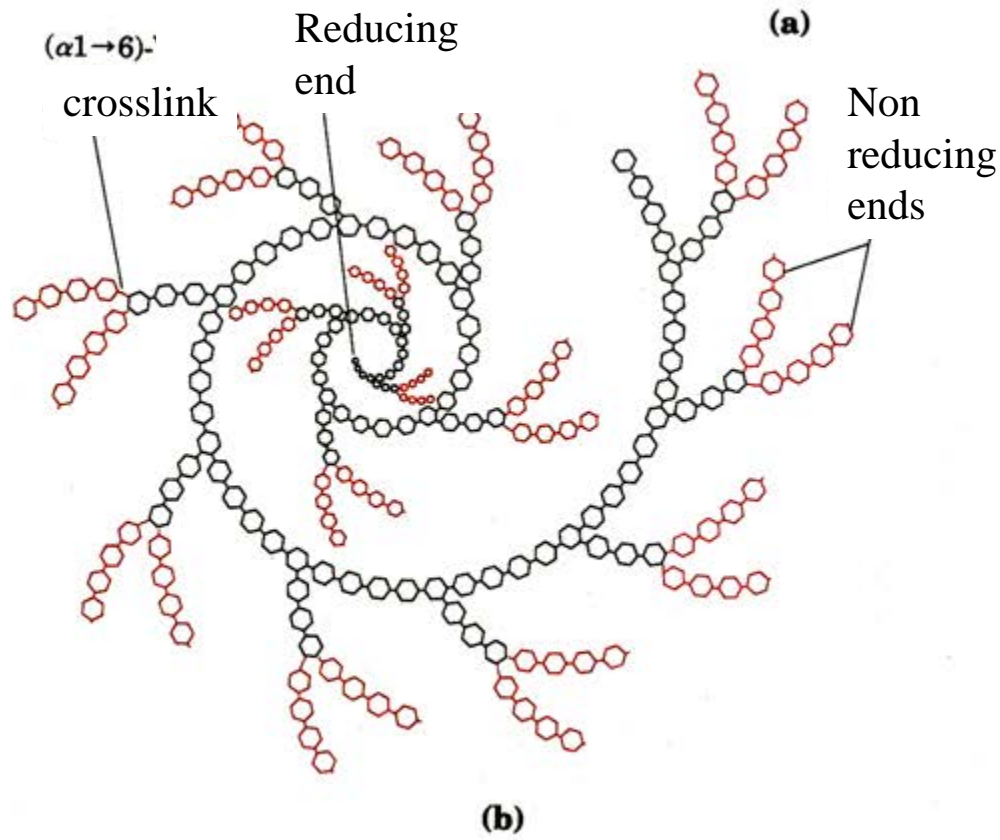 (α1→6)-
crosslink
Reducing
end
(a)
Non
reducing
ends
(b)